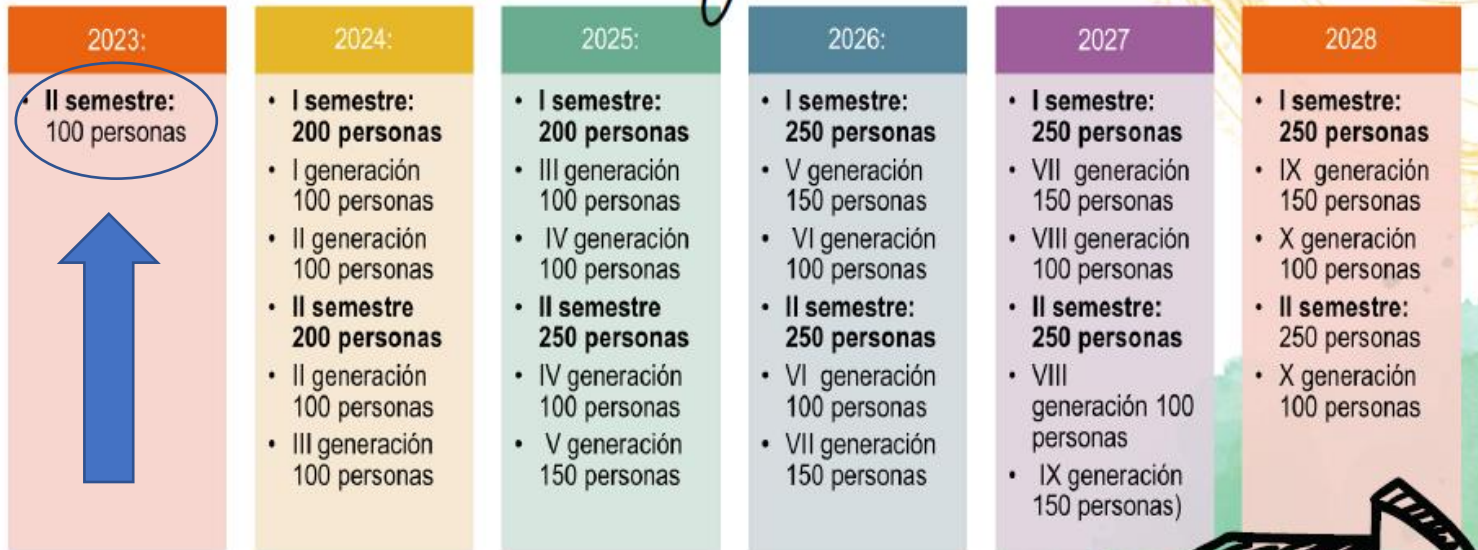 2023:
• II semestre:
100 personas
2024:
• I semestre:
200 personas
• I generación
100 personas
• II generación
100 personas
• II semestre
200 personas
• II generación
100 personas
• III generación
100 personas
2025:
• I semestre:
200 personas
• III generación
100 personas
• IV generación
100 personas
• II semestre
250 personas
• IV generación
100 personas
• V generación
150 personas
2026:
• I semestre:
250 personas
• V generación
150 personas
• VI generación
100 personas
• II semestre:
250 personas
• VI generación
100 personas
• VII generación
150 personas
2027
• I semestre:
250 personas
• VII generación
150 personas
• VIII generación
100 personas
• II semestre:
250 personas
• VIII
generación 100
personas
• IX generación
150 personas)
2028
• I semestre:
250 personas
• IX generación
150 personas
• X generación
100 personas
• II semestre:
250 personas
• X generación
100 personas